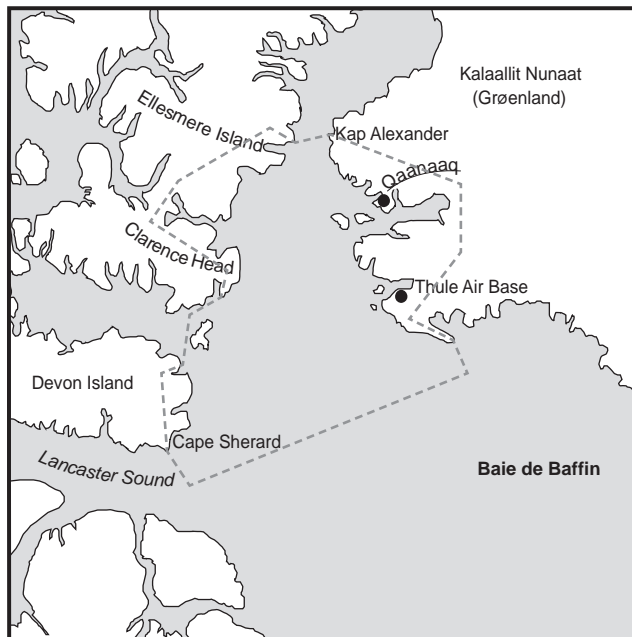 Kalaallit Nunaat
(Grøenland)
Ellesmere Island
Kap Alexander
Qaanaaq
Clarence Head
Thule Air Base
Devon Island
Cape Sherard
Lancaster Sound
Baie de Baffin